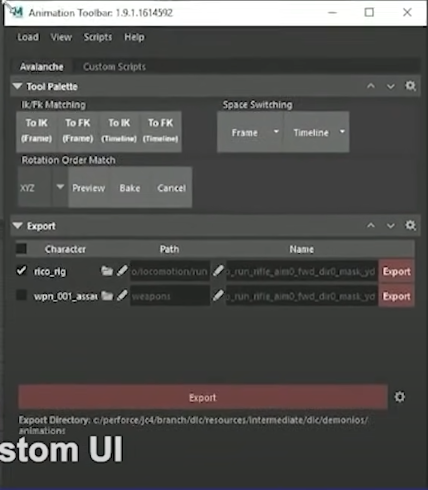 Animation Toolbar: 1.9.1.1614592
Load View Scripts Help
Avalanche Custom Scripts
Tool Palette
Ik/Fk Matching Space Switching
To IK To FK To IK To FK
(Frame) (Frame) (Timeline) (Timeline)
Frame Timeline
Rotation Order Match
XYZ Preview Bake Cancel
Export
Character Path Name
rico_rig o/locomotion/run o_run_rifle_aim0_fwd_dir0_mask_yd Export
wpn_001_assau weapons o_run_rifle_aim0_fwd_dir0_mask_yd Export
Export
Export Directory: c:/perforce/jc4/branch/dlc/resources/intermediate/dlc/demonios/
animations
stom UI